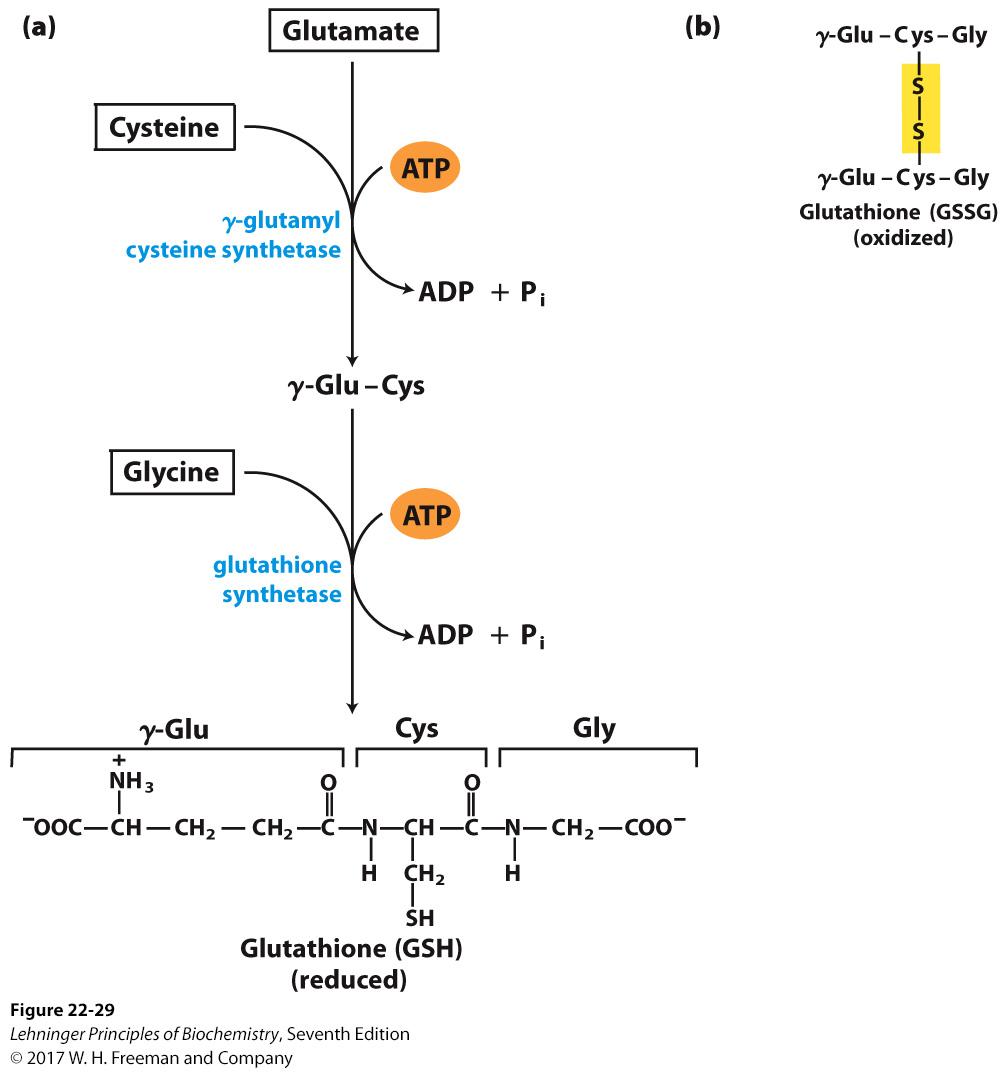 (a)
Glutamate
Cysteine
ATP
γ-glutamyl
cysteine synthetase
ADP + Pi
γ-Glu – Cys
Glycine
ATP
glutathione
synthetase
ADP + Pi
γ-Glu Cys Gly
+
NH3 O O
⁻OOC—CH—CH2—CH2—C—N—CH—C—N—CH2—COO⁻
H CH2 H
SH
Glutathione (GSH)
(reduced)
(b)
γ-Glu – Cys – Gly
S
S
γ-Glu – Cys – Gly
Glutathione (GSSG)
(oxidized)
Figure 22-29
Lehninger Principles of Biochemistry, Seventh Edition
© 2017 W. H. Freeman and Company